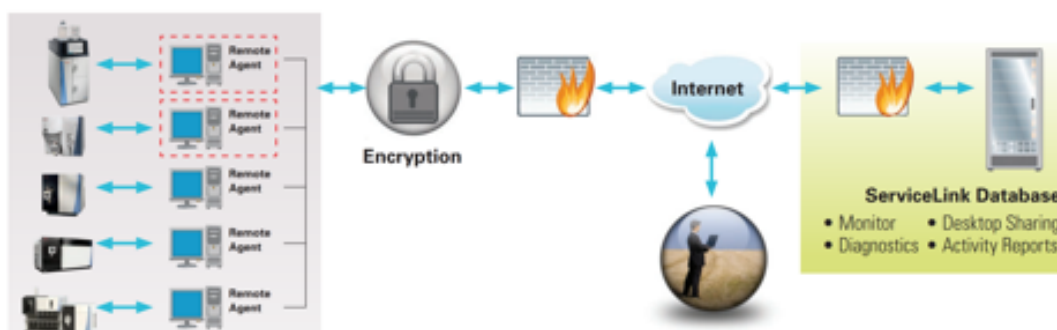 Remote
Agent
Remote
Agent
Remote
Agent
Remote
Agent
Remote
Agent
Encryption
Internet
ServiceLink Database
• Monitor • Desktop Sharing
• Diagnostics • Activity Reports